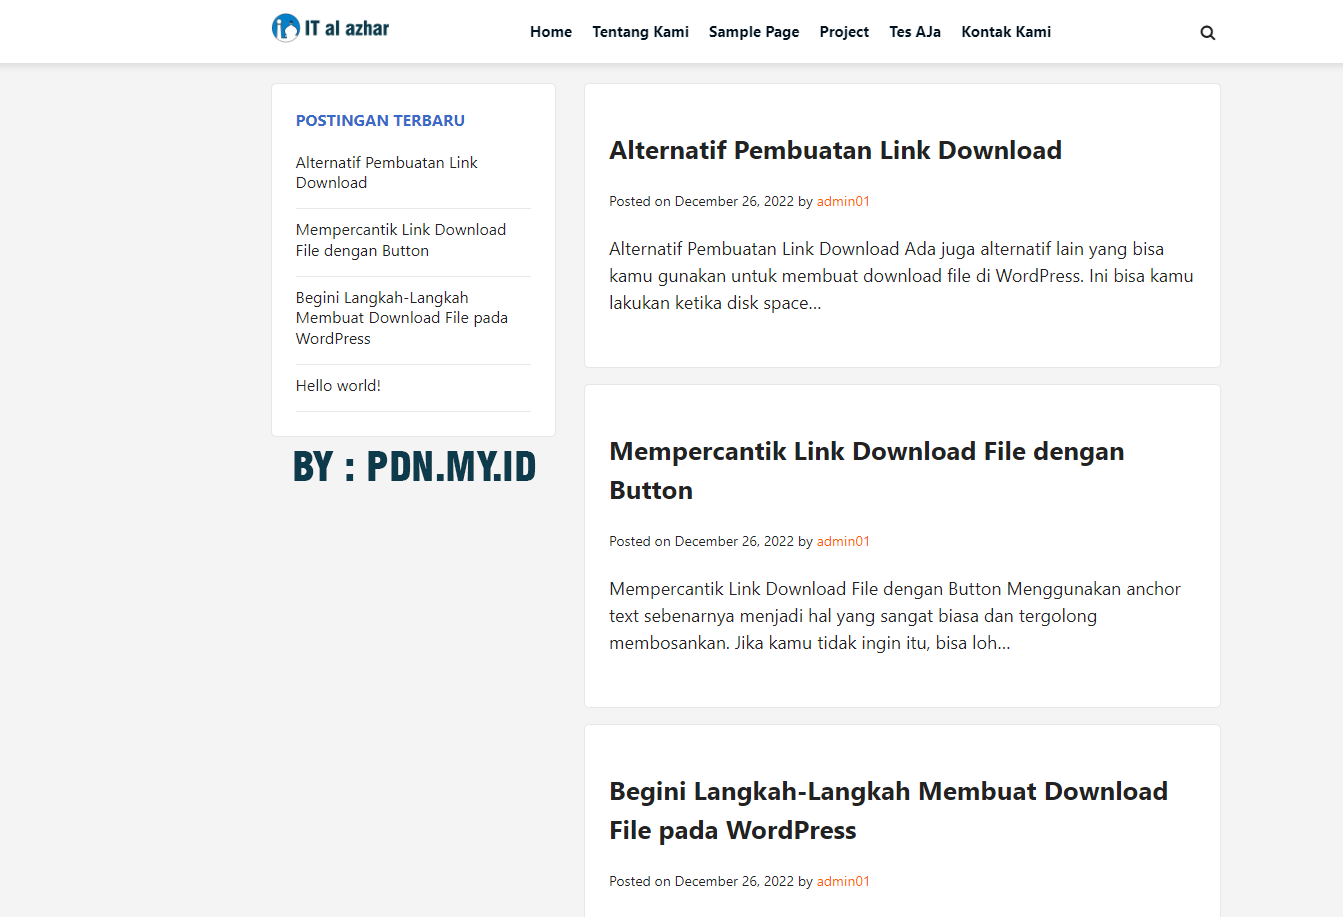 IT al azhar
Home Tentang Kami Sample Page Project Tes AJa Kontak Kami
POSTINGAN TERBARU
Alternatif Pembuatan Link
Download
Mempercantik Link Download
File dengan Button
Begini Langkah-Langkah
Membuat Download File pada
WordPress
Hello world!
BY : PDN.MY.ID
Alternatif Pembuatan Link Download
Posted on December 26, 2022 by admin01
Alternatif Pembuatan Link Download Ada juga alternatif lain yang bisa
kamu gunakan untuk membuat download file di WordPress. Ini bisa kamu
lakukan ketika disk space...
Mempercantik Link Download File dengan
Button
Posted on December 26, 2022 by admin01
Mempercantik Link Download File dengan Button Menggunakan anchor
text sebenarnya menjadi hal yang sangat biasa dan tergolong
membosankan. Jika kamu tidak ingin itu, bisa loh...
Begini Langkah-Langkah Membuat Download
File pada WordPress
Posted on December 26, 2022 by admin01